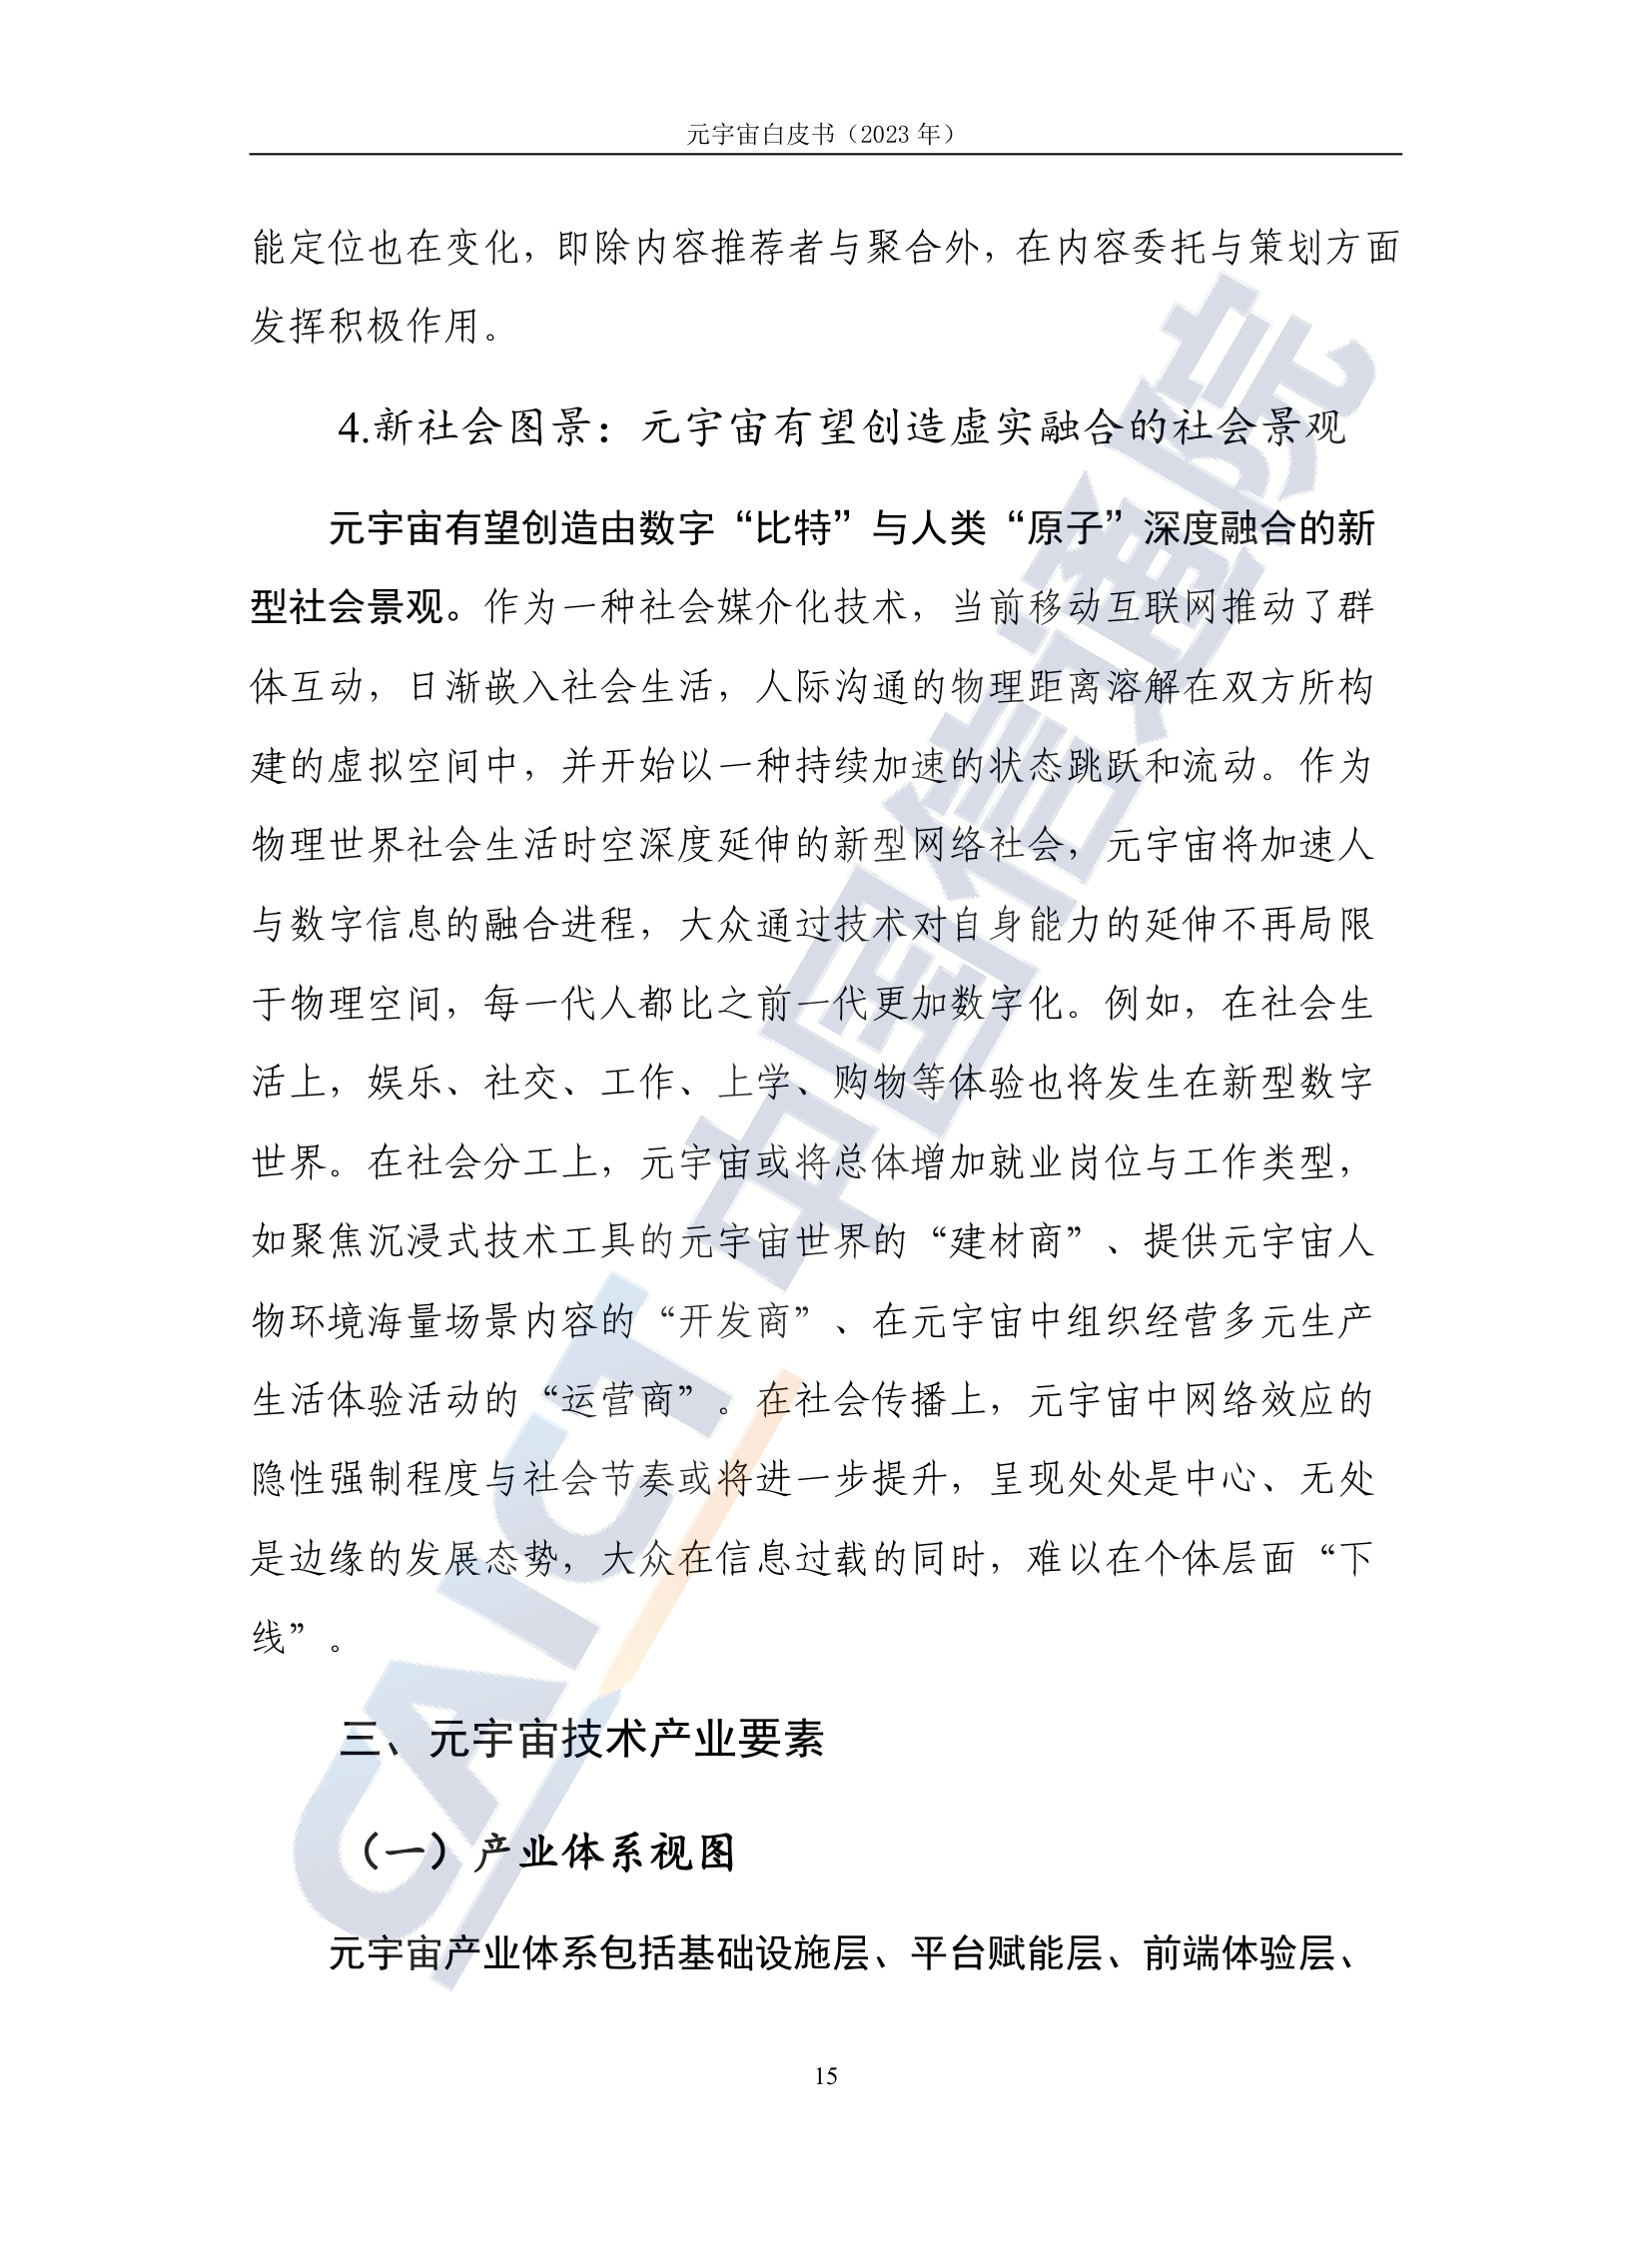 元宇宙白皮书（2023 年）
能定位也在变化，即除内容推荐者与聚合外，在内容委托与策划方面
发挥积极作用。
4.新社会图景：元宇宙有望创造虚实融合的社会景观
元宇宙有望创造由数字“比特”与人类“原子”深度融合的新
型社会景观。作为一种社会媒介化技术，当前移动互联网推动了群
体互动，日渐嵌入社会生活，人际沟通的物理距离溶解在双方所构
建的虚拟空间中，并开始以一种持续加速的状态跳跃和流动。作为
物理世界社会生活时空深度延伸的新型网络社会，元宇宙将加速人
与数字信息的融合进程，大众通过技术对自身能力的延伸不再局限
于物理空间，每一代人都比之前一代更加数字化。例如，在社会生
活上，娱乐、社交、工作、上学、购物等体验也将发生在新型数字
世界。在社会分工上，元宇宙或将总体增加就业岗位与工作类型，
如聚焦沉浸式技术工具的元宇宙世界的“建材商”、提供元宇宙人
物环境海量场景内容的“开发商”、在元宇宙中组织经营多元生产
生活体验活动的“运营商”。在社会传播上，元宇宙中网络效应的
隐性强制程度与社会节奏或将进一步提升，呈现处处是中心、无处
是边缘的发展态势，大众在信息过载的同时，难以在个体层面“下
线”。
三、元宇宙技术产业要素
（一）产业体系视图
元宇宙产业体系包括基础设施层、平台赋能层、前端体验层、
15
CAICT 中国信通院